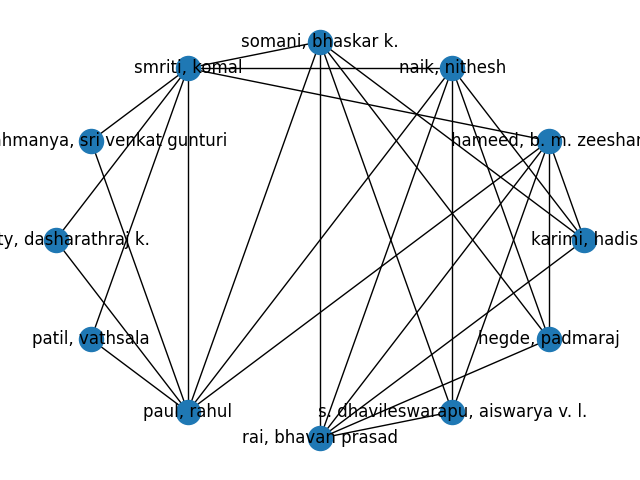 somani, bhaskar k.
smriti, komal
naik, nithesh
hmanya, sri venkat gunturi
hameed, b. m. zeeshan
ty, dasharathraj k.
karimi, hadis
patil, vathsala
hegde, padmaraj
paul, rahul
s. dhavileswarapu, aiswarya v. l.
rai, bhavan prasad